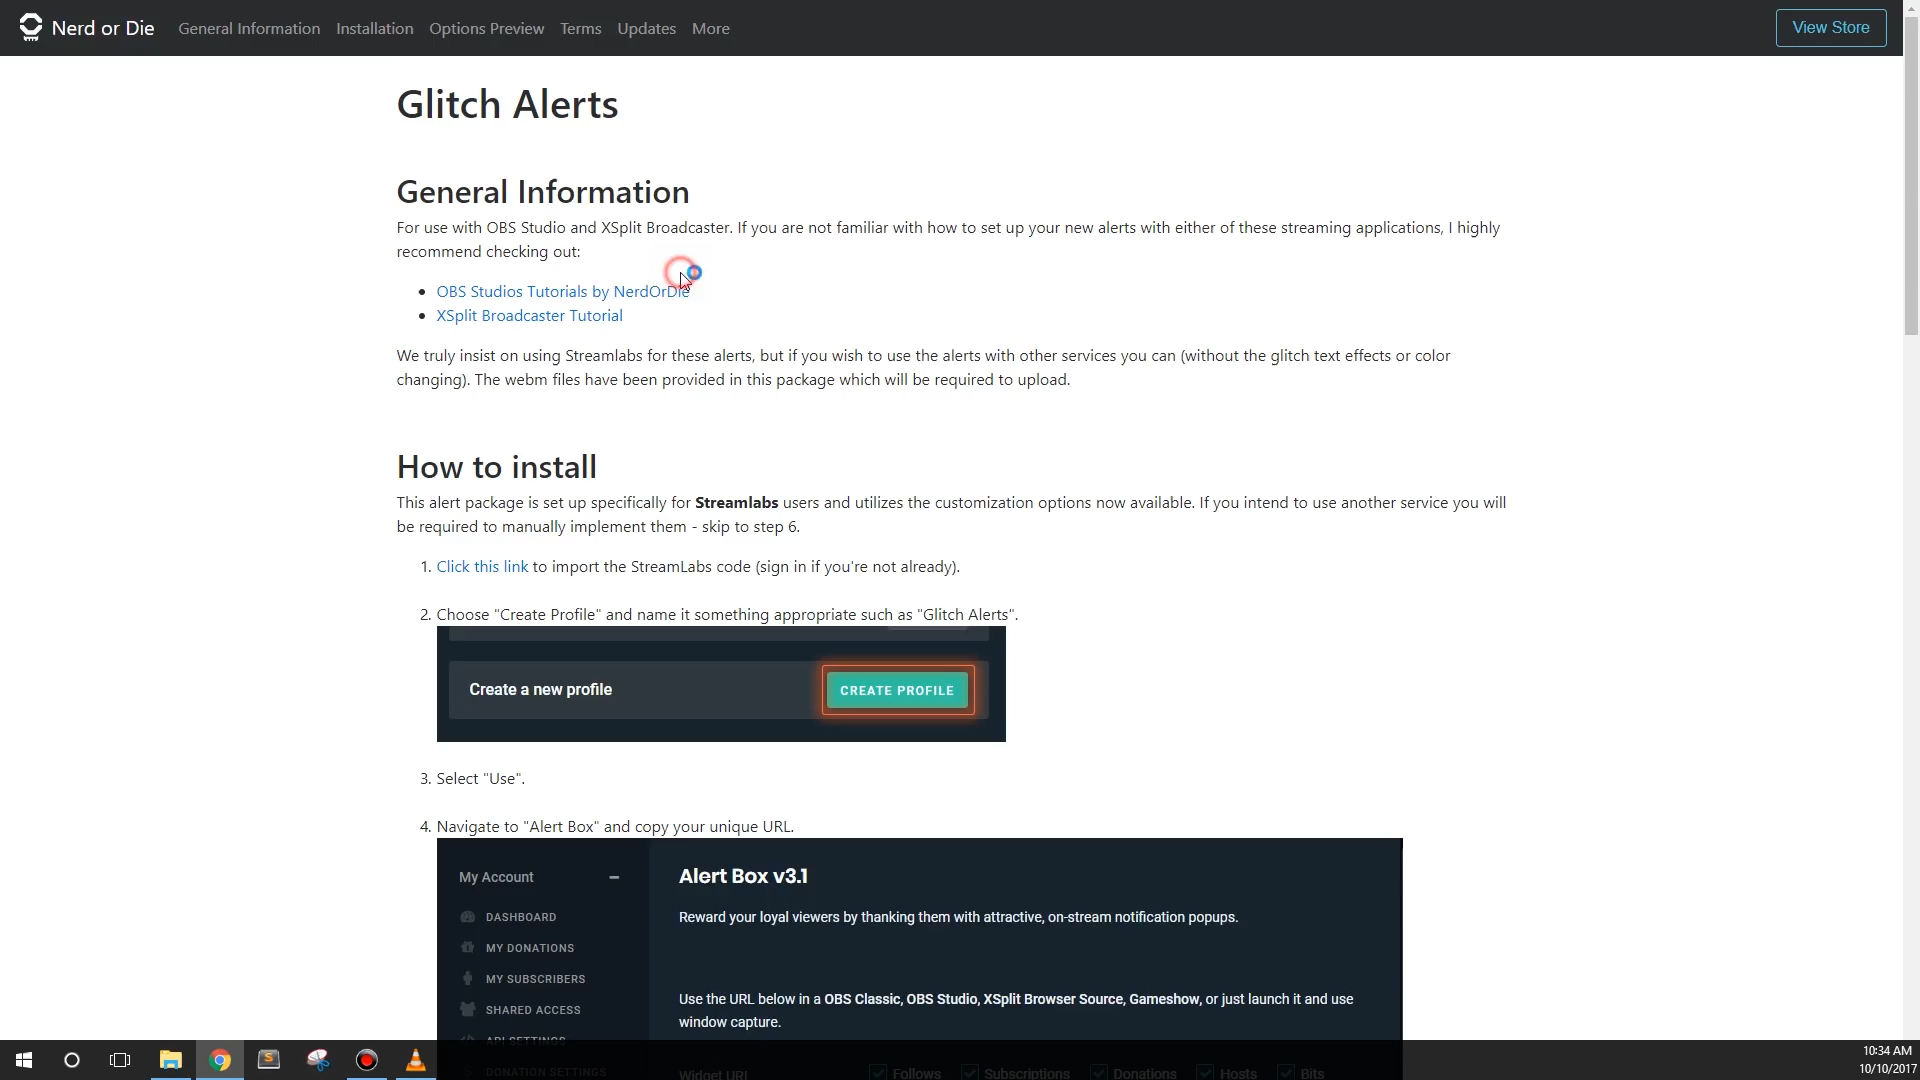 Nerd or Die General Information Installation Options Preview Terms Updates More View Store
Glitch Alerts
General Information
For use with OBS Studio and XSplit Broadcaster. If you are not familiar with how to set up your new alerts with either of these streaming applications, I highly
recommend checking out:
• OBS Studios Tutorials by NerdOrDie
• XSplit Broadcaster Tutorial
We truly insist on using Streamlabs for these alerts, but if you wish to use the alerts with other services you can (without the glitch text effects or color
changing). The webm files have been provided in this package which will be required to upload.
How to install
This alert package is set up specifically for Streamlabs users and utilizes the customization options now available. If you intend to use another service you will
be required to manually implement them - skip to step 6.
1. Click this link to import the StreamLabs code (sign in if you're not already).
2. Choose "Create Profile" and name it something appropriate such as "Glitch Alerts".
Create a new profile CREATE PROFILE
3. Select "Use".
4. Navigate to "Alert Box" and copy your unique URL.
My Account
Alert Box v3.1
DASHBOARD
Reward your loyal viewers by thanking them with attractive, on-stream notification popups.
MY DONATIONS
MY SUBSCRIBERS
Use the URL below in a OBS Classic, OBS Studio, XSplit Browser Source, Gameshow, or just launch it and use
SHARED ACCESS
window capture.
API SETTINGS
DONATION SETTINGS
Widget URL Follows Subscriptions Donations Hosts Bits
10:34 AM
10/10/2017